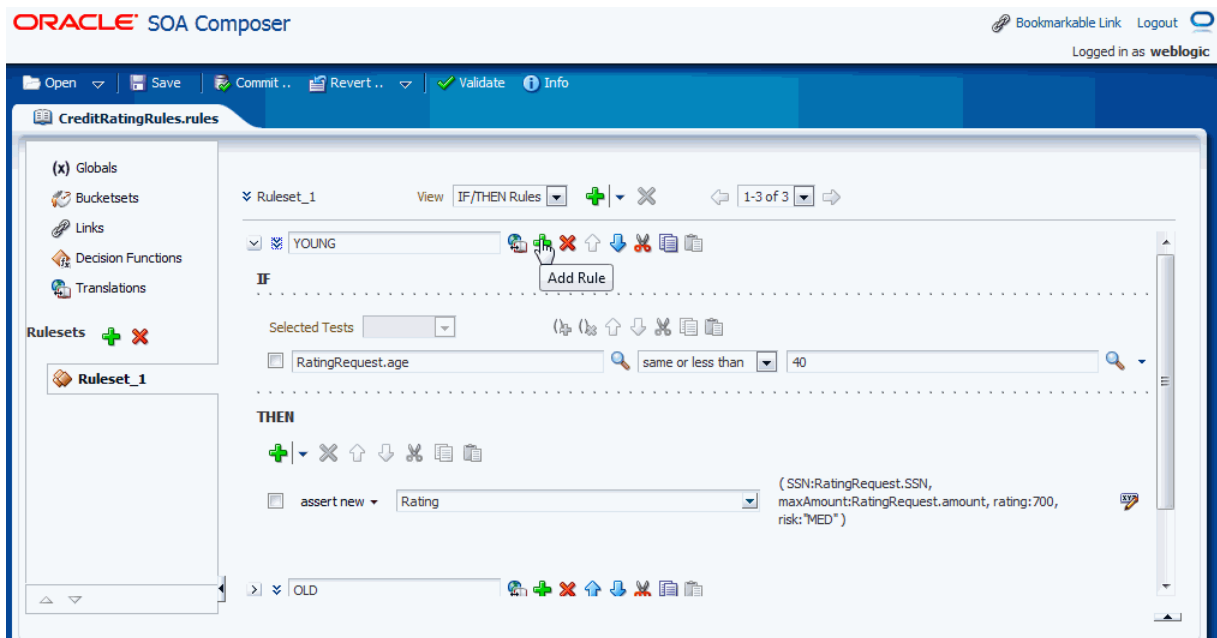 ORACLE SOA Composer
Bookmarkable Link Logout
Logged in as weblogic
Open Save Commit .. Revert .. Validate Info
CreditRatingRules.rules
(x) Globals
Bucketsets
Links
Decision Functions
Translations
Rulesets
Ruleset_1
Ruleset_1 View IF/THEN Rules 1-3 of 3
YOUNG
Add Rule
IF
Selected Tests
RatingRequest.age same or less than 40
THEN
assert new Rating
(SSN:RatingRequest.SSN,
maxAmount:RatingRequest.amount, rating:700,
risk:"MED")
OLD